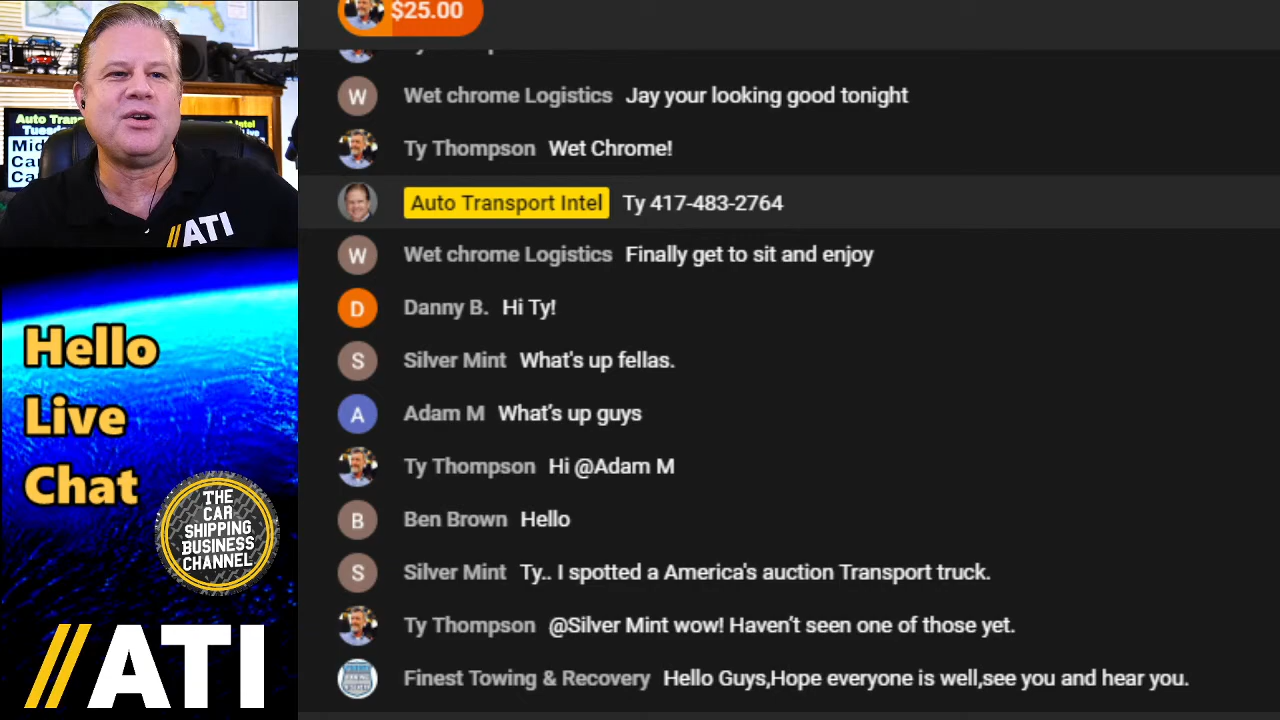 $25.00
Wet chrome Logistics Jay your looking good tonight
Ty Thompson Wet Chrome!
Auto Transport Intel Ty 417-483-2764
Wet chrome Logistics Finally get to sit and enjoy
Danny B. Hi Ty!
Silver Mint What's up fellas.
Adam M What's up guys
Ty Thompson Hi @Adam M
Ben Brown Hello
Silver Mint Ty.. I spotted a America's auction Transport truck.
Ty Thompson @Silver Mint wow! Haven't seen one of those yet.
Finest Towing & Recovery Hello Guys,Hope everyone is well,see you and hear you.
W
W
D
S
A
B
S
//ATI
Hello
Live
Chat
THE
CAR
SHIPPING
BUSINESS
CHANNEL
//ATI